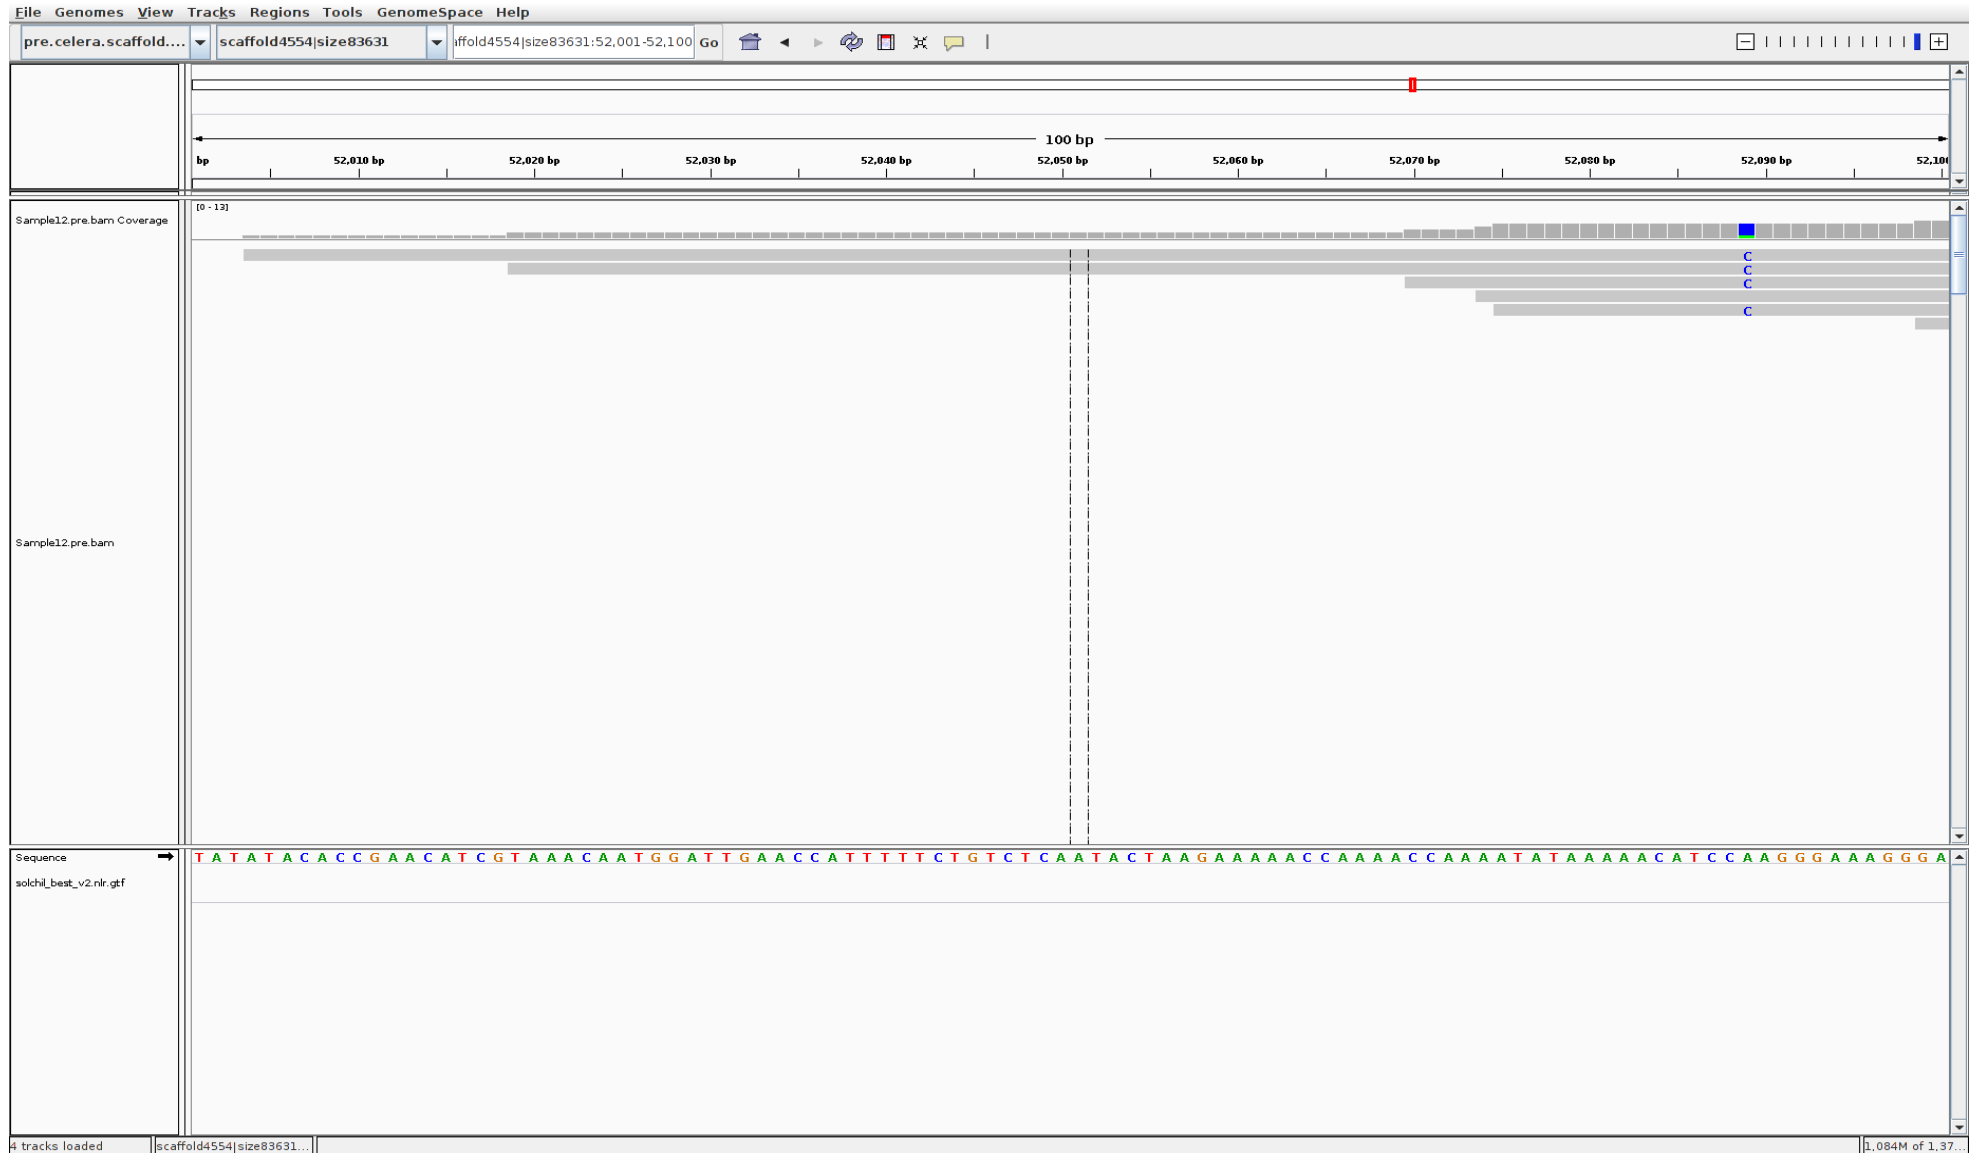 File Genomes View Tracks Regions Tools GenomeSpace Help
pre.celera.scaffold.... scaffold4554|size83631 affold4554|size83631:52,001-52,100 Go
100 bp
bp 52,010 bp 52,020 bp 52,030 bp 52,040 bp 52,050 bp 52,060 bp 52,070 bp 52,080 bp 52,090 bp 52,100
[0 - 13]
Sample12.pre.bam Coverage
C
C
C
C
Sample12.pre.bam
Sequence T A T A T A C A C C G A A C A T C G T A A A C A A T G G A T T G A A C C A T T T T T C T G T C T C A A T A C T A A G A A A A A C C A A A A C C A A A A T A T A A A A A C A T C C A A G G G A A A G G G A
solchil_best_v2.nlr.gtf
4 tracks loaded scaffold4554|size83631... 1,084M of 1,37...